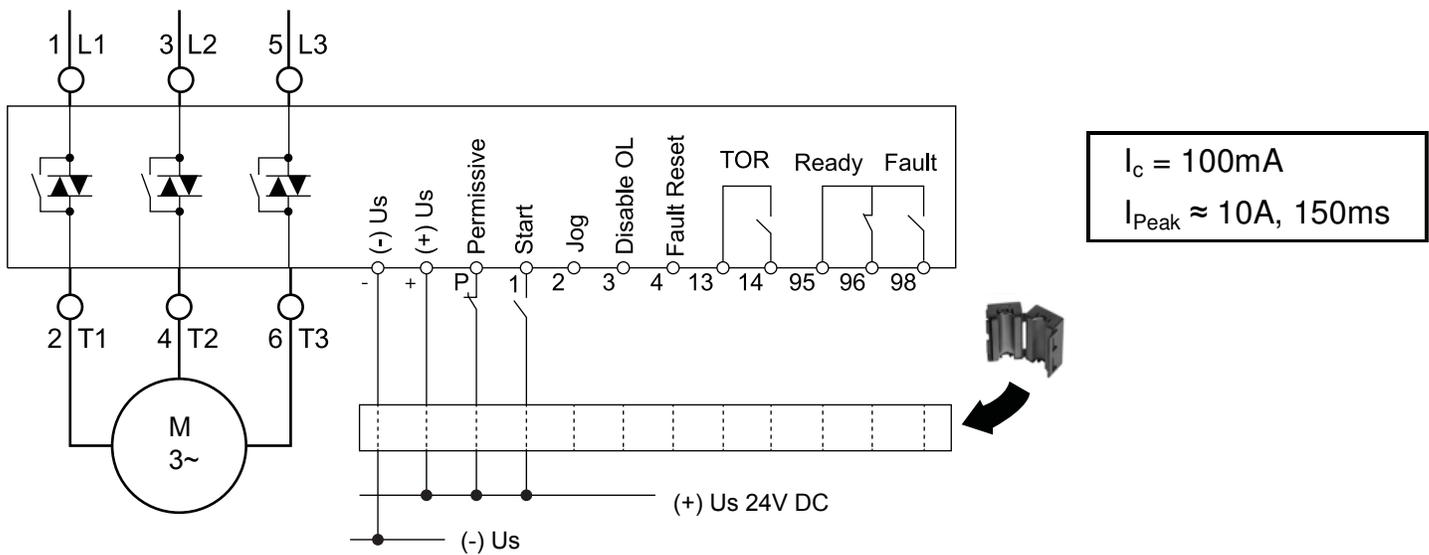 1 L1 3 L2 5 L3
(-) Us
(+) Us
Permissive
Start
Jog
Disable OL
Fault Reset
TOR Ready Fault
- + P 1 2 3 4 13 14 95 96 98
2 T1 4 T2 6 T3
M
3~
(+) Us 24V DC
(-) Us
Ic = 100mA
IPeak ≈ 10A, 150ms